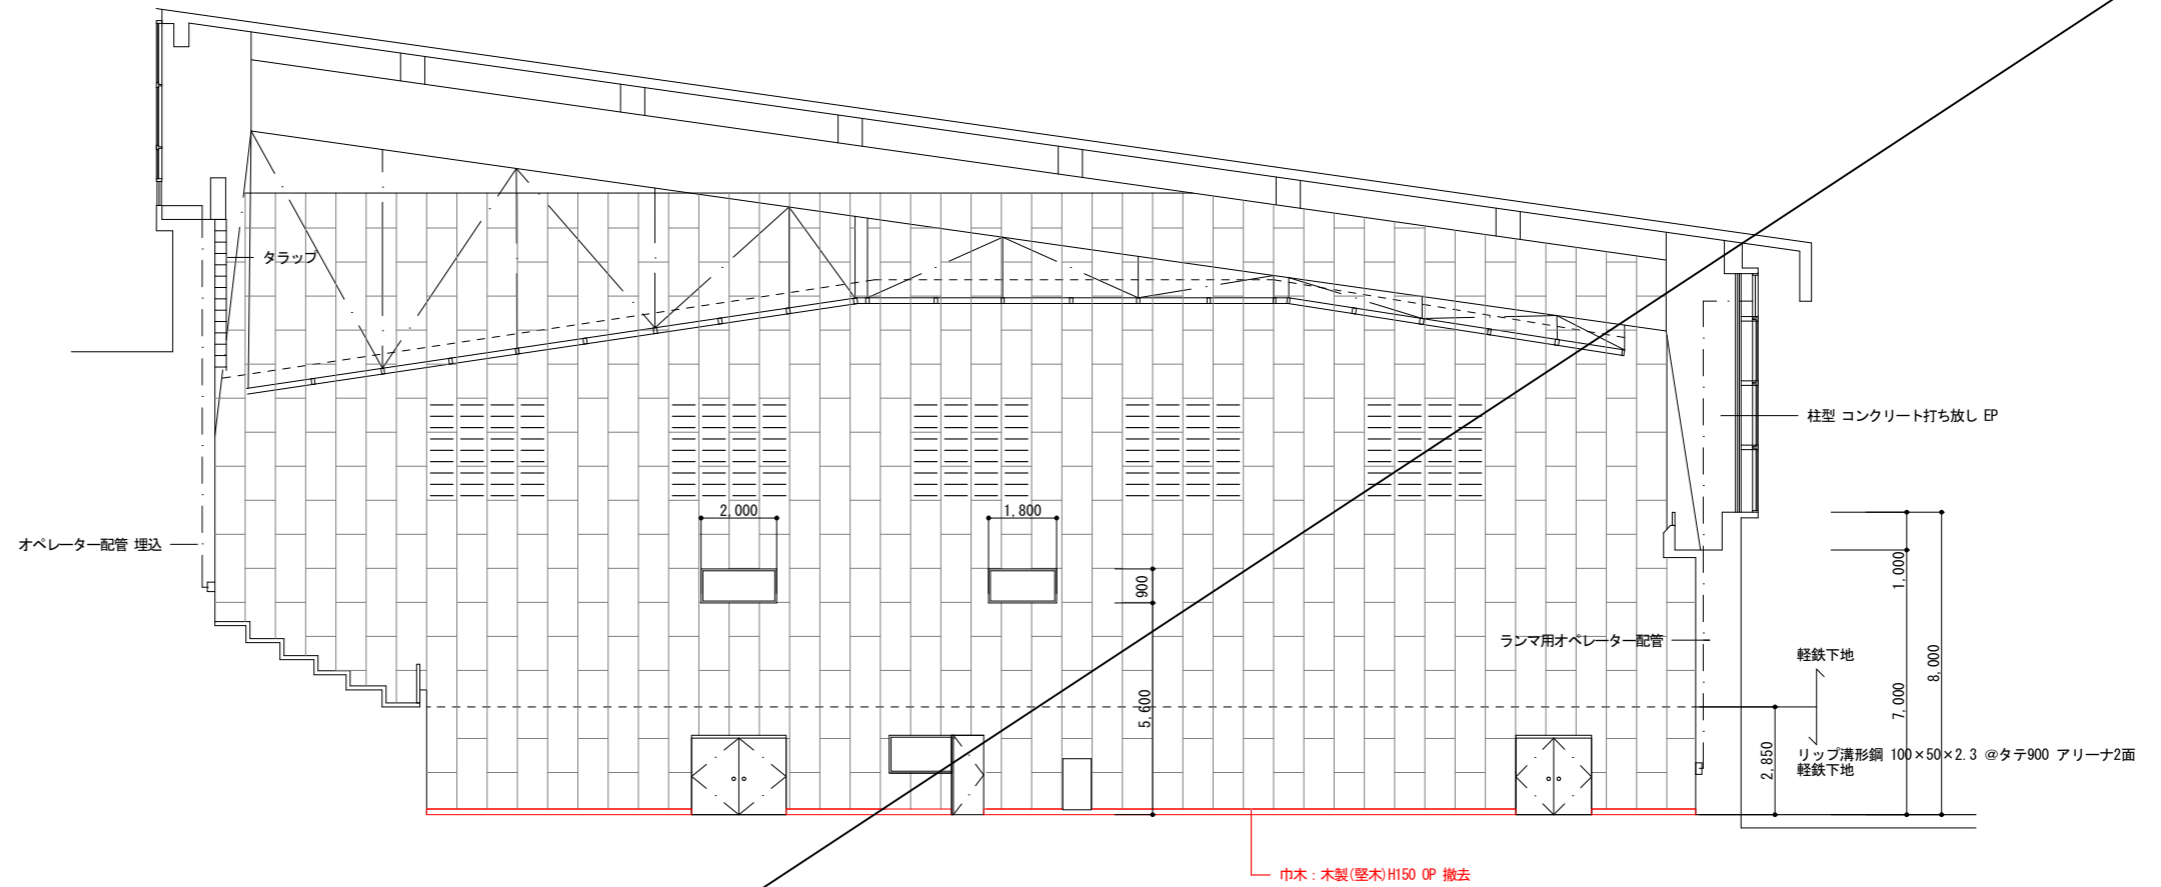 タラップ
柱型 コンクリート打ち放し EP
2,000
1,800
オペレーター配管 埋込
900
1,000
ランマ用オペレーター配管
軽鉄下地
8,000
5,600
7,000
2,850
リップ溝形鋼 100×50×2.3 @タテ900 アリーナ2面
軽鉄下地
巾木：木製(堅木)H150 OP 撤去